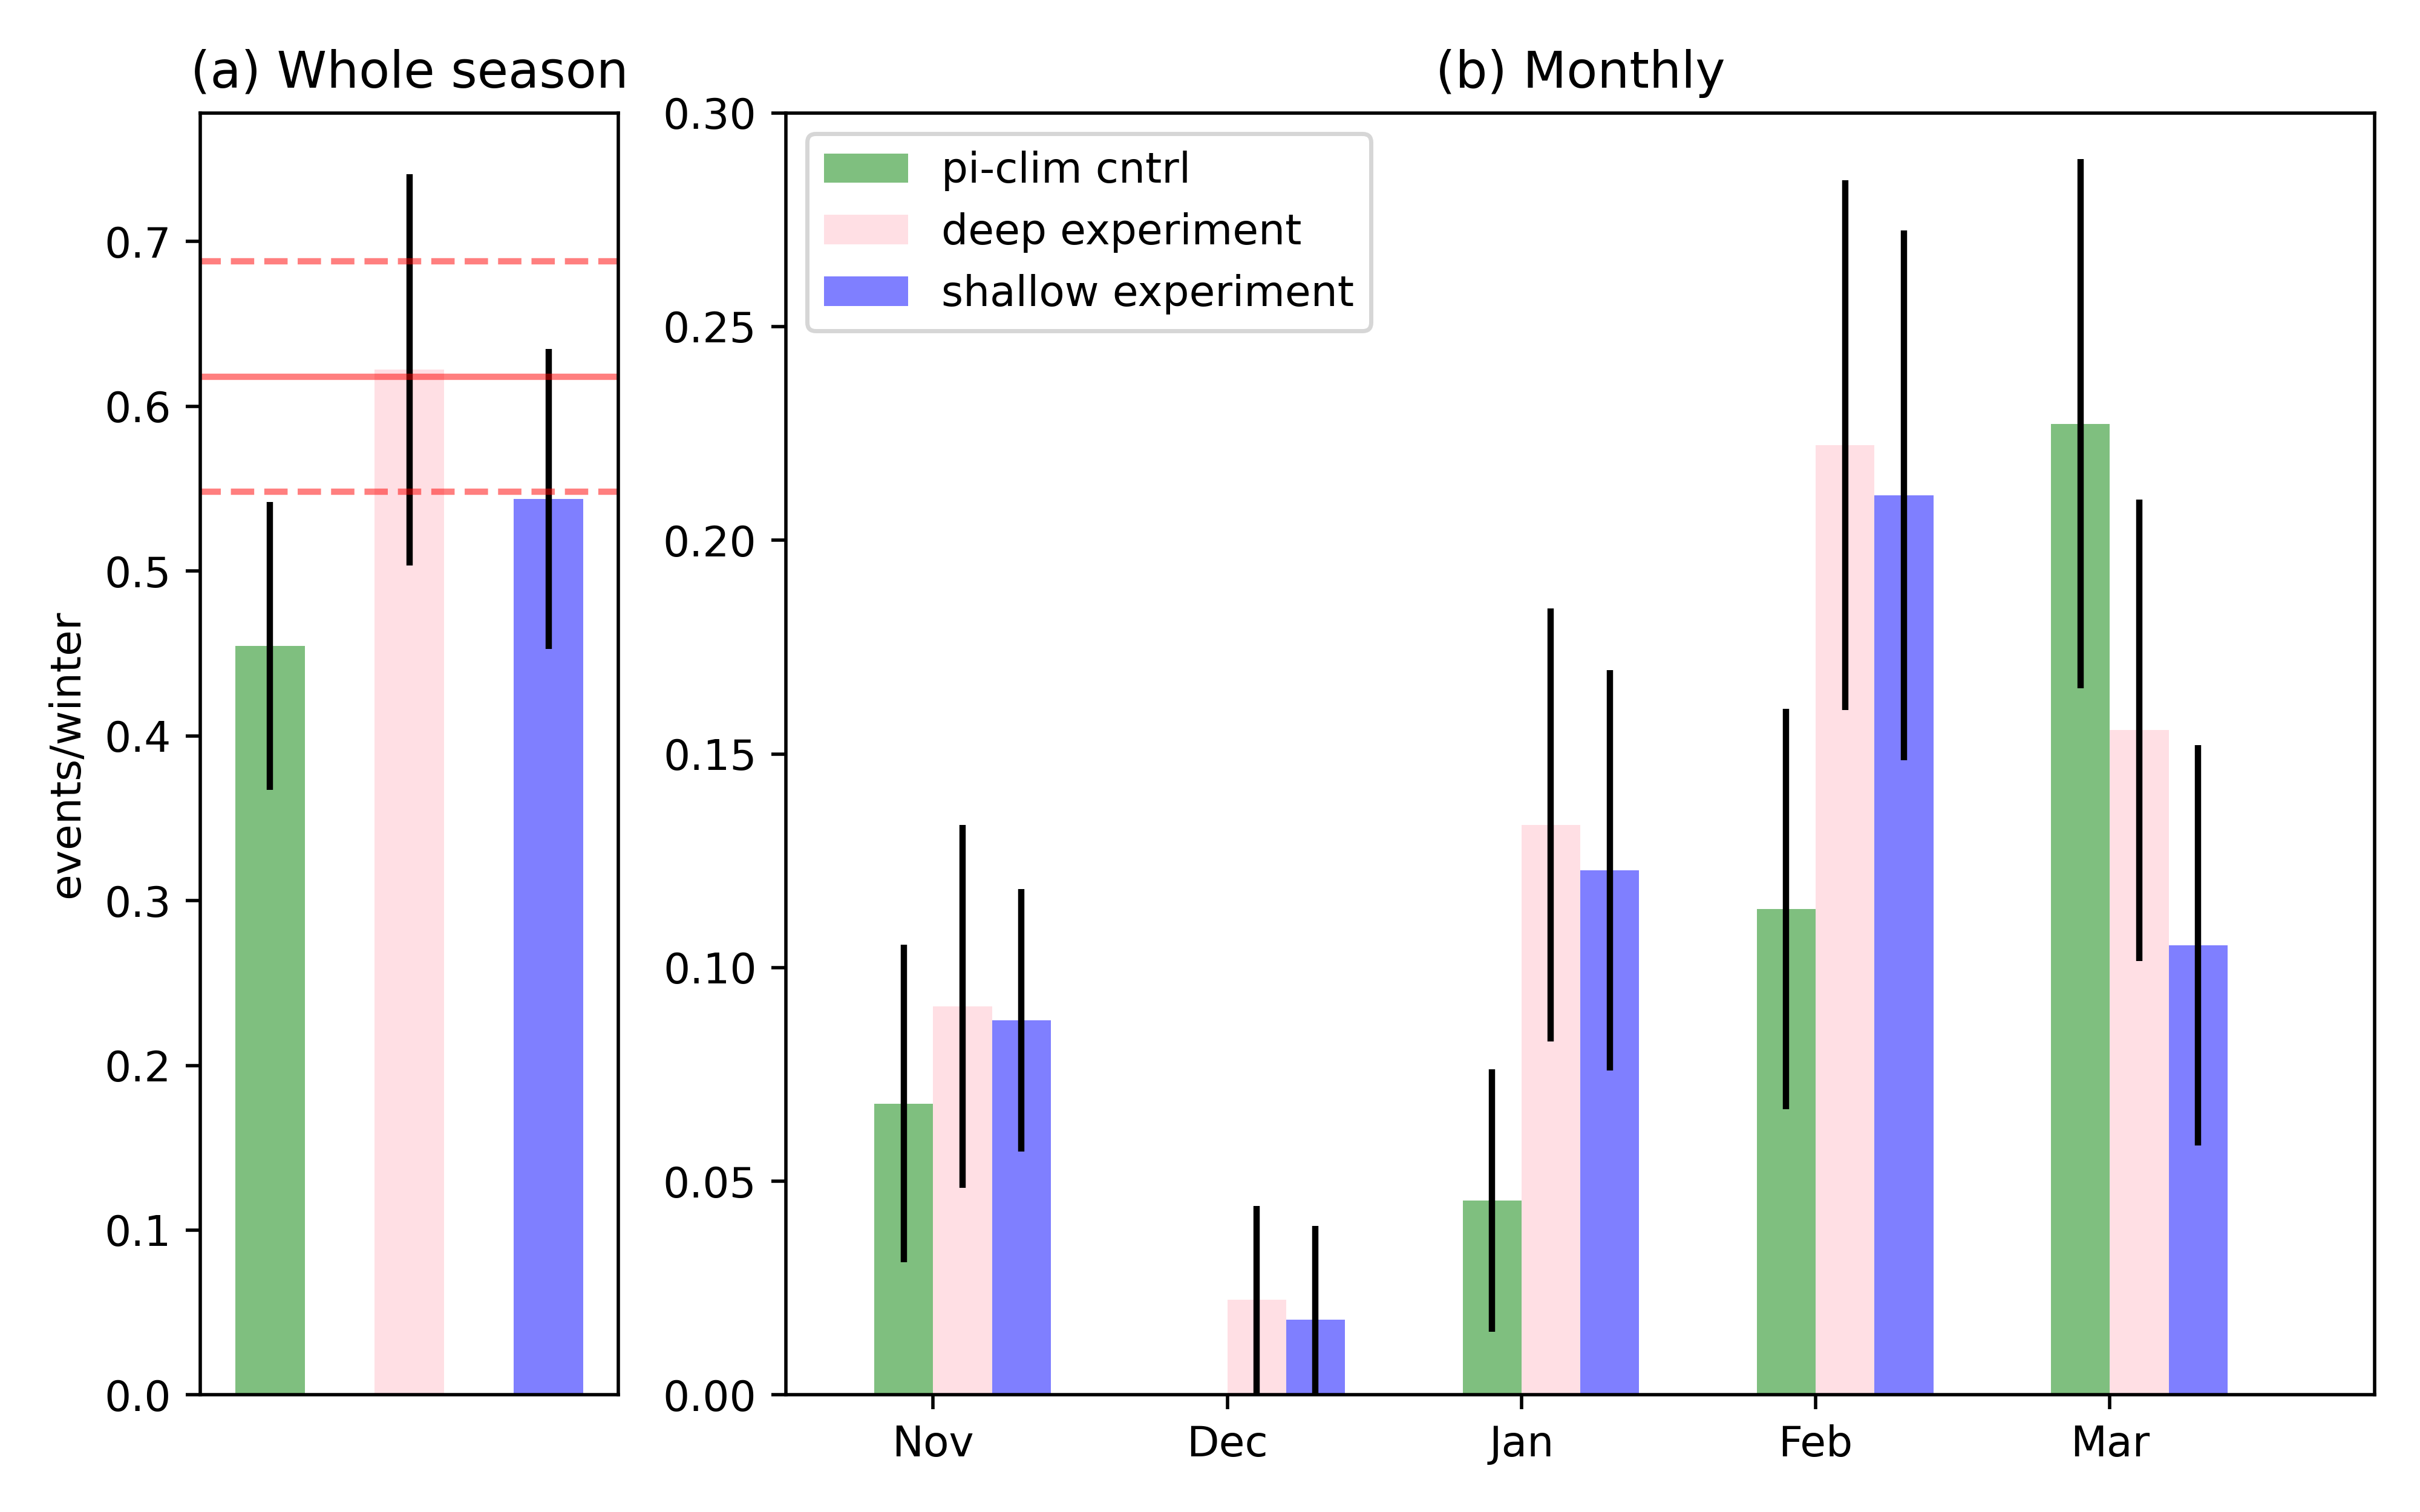 (a) Whole season
(b) Monthly
events/winter
0.7
0.6
0.5
0.4
0.3
0.2
0.1
0.0
0.30
0.25
0.20
0.15
0.10
0.05
0.00
pi-clim cntrl
deep experiment
shallow experiment
Nov Dec Jan Feb Mar